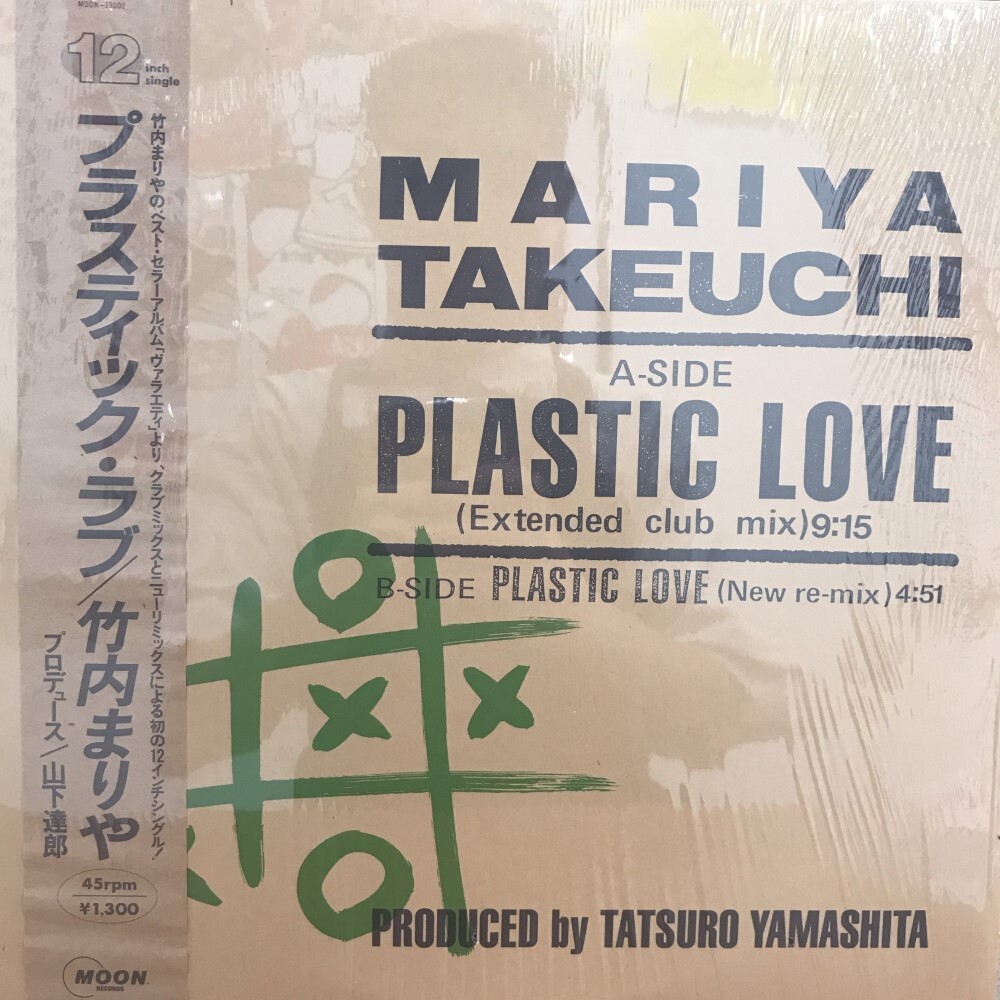 MOON-13002
12 inch single
竹内まりやのベスト・セラーアルバム「ヴァラエティ」より、クラブミックスとニューリミックスによる初の12インチシングル!
プラスティック・ラブ/竹内まりや
プロデュース/山下達郎
45rpm
¥1,300
MOON
RECORDS
MARIYA
TAKEUCHI
A-SIDE
PLASTIC LOVE
(Extended club mix)9:15
B-SIDE PLASTIC LOVE (New re-mix)4:51
PRODUCED by TATSURO YAMASHITA